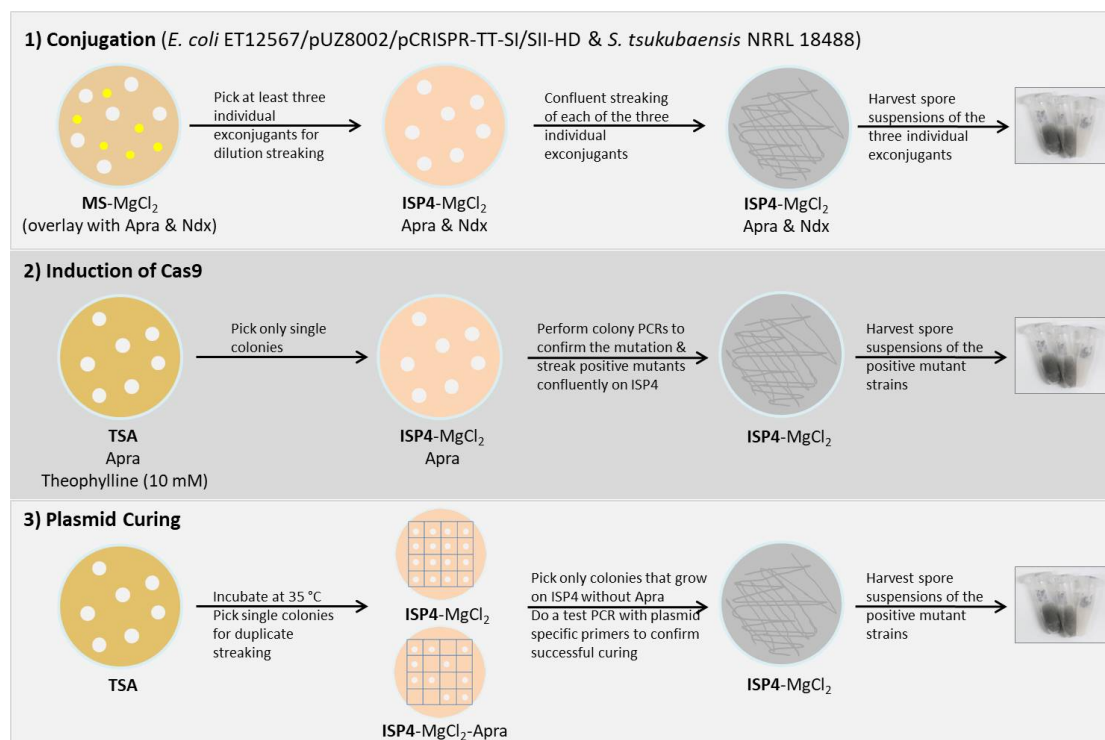 1) Conjugation (E. coli ET12567/pUZ8002/pCRISPR-TT-SI/SII-HD & S. tsukubaensis NRRL 18488)
Pick at least three
individual
exconjugants for
dilution streaking
Confluent streaking
of each of the three
individual
exconjugants
Harvest spore
suspensions of the
three individual
exconjugants
MS-MgCl₂
(overlay with Apra & Ndx)
ISP4-MgCl₂
Apra & Ndx
ISP4-MgCl₂
Apra & Ndx
2) Induction of Cas9
Pick only single
colonies
Perform colony PCRs to
confirm the mutation &
streak positive mutants
confluently on ISP4
Harvest spore
suspensions of the
positive mutant
strains
TSA
Apra
Theophylline (10 mM)
ISP4-MgCl₂
Apra
ISP4-MgCl₂
3) Plasmid Curing
Incubate at 35 °C
Pick single colonies
for duplicate
streaking
ISP4-MgCl₂
ISP4-MgCl₂-Apra
Pick only colonies that grow
on ISP4 without Apra
Do a test PCR with plasmid
specific primers to confirm
successful curing
Harvest spore
suspensions of the
positive mutant
strains
TSA
ISP4-MgCl₂